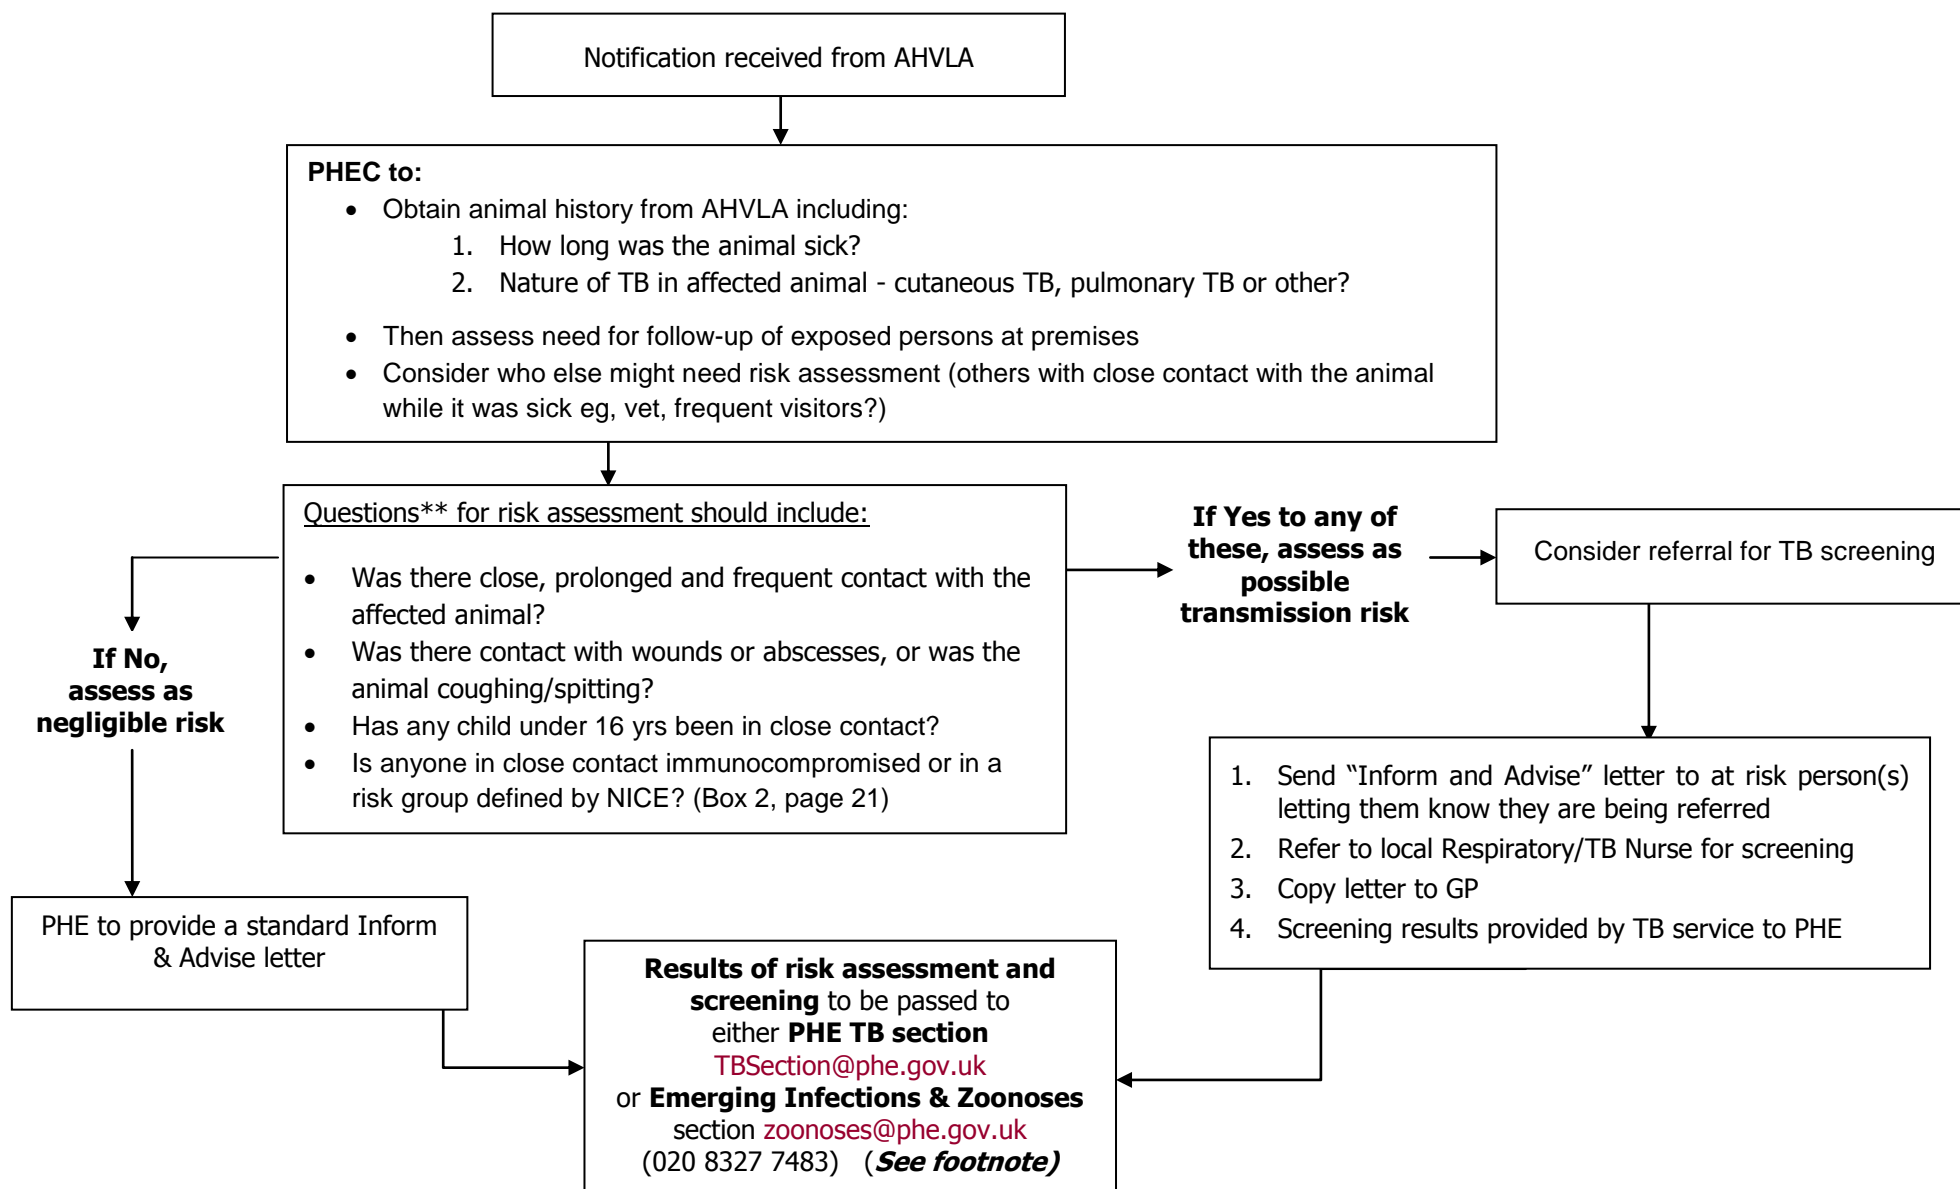 Notification received from AHVLA
PHEC to:
• Obtain animal history from AHVLA including:
1. How long was the animal sick?
2. Nature of TB in affected animal - cutaneous TB, pulmonary TB or other?
• Then assess need for follow-up of exposed persons at premises
• Consider who else might need risk assessment (others with close contact with the animal
while it was sick eg, vet, frequent visitors?)
Questions** for risk assessment should include:
• Was there close, prolonged and frequent contact with the
affected animal?
• Was there contact with wounds or abscesses, or was the
animal coughing/spitting?
• Has any child under 16 yrs been in close contact?
• Is anyone in close contact immunocompromised or in a
risk group defined by NICE? (Box 2, page 21)
If Yes to any of
these, assess as
possible
transmission risk
Consider referral for TB screening
If No,
assess as
negligible risk
1. Send “Inform and Advise” letter to at risk person(s)
letting them know they are being referred
2. Refer to local Respiratory/TB Nurse for screening
3. Copy letter to GP
4. Screening results provided by TB service to PHE
PHE to provide a standard Inform
& Advise letter
Results of risk assessment and
screening to be passed to
either PHE TB section
TBSection@phe.gov.uk
or Emerging Infections & Zoonoses
section zoonoses@phe.gov.uk
(020 8327 7483) (See footnote)